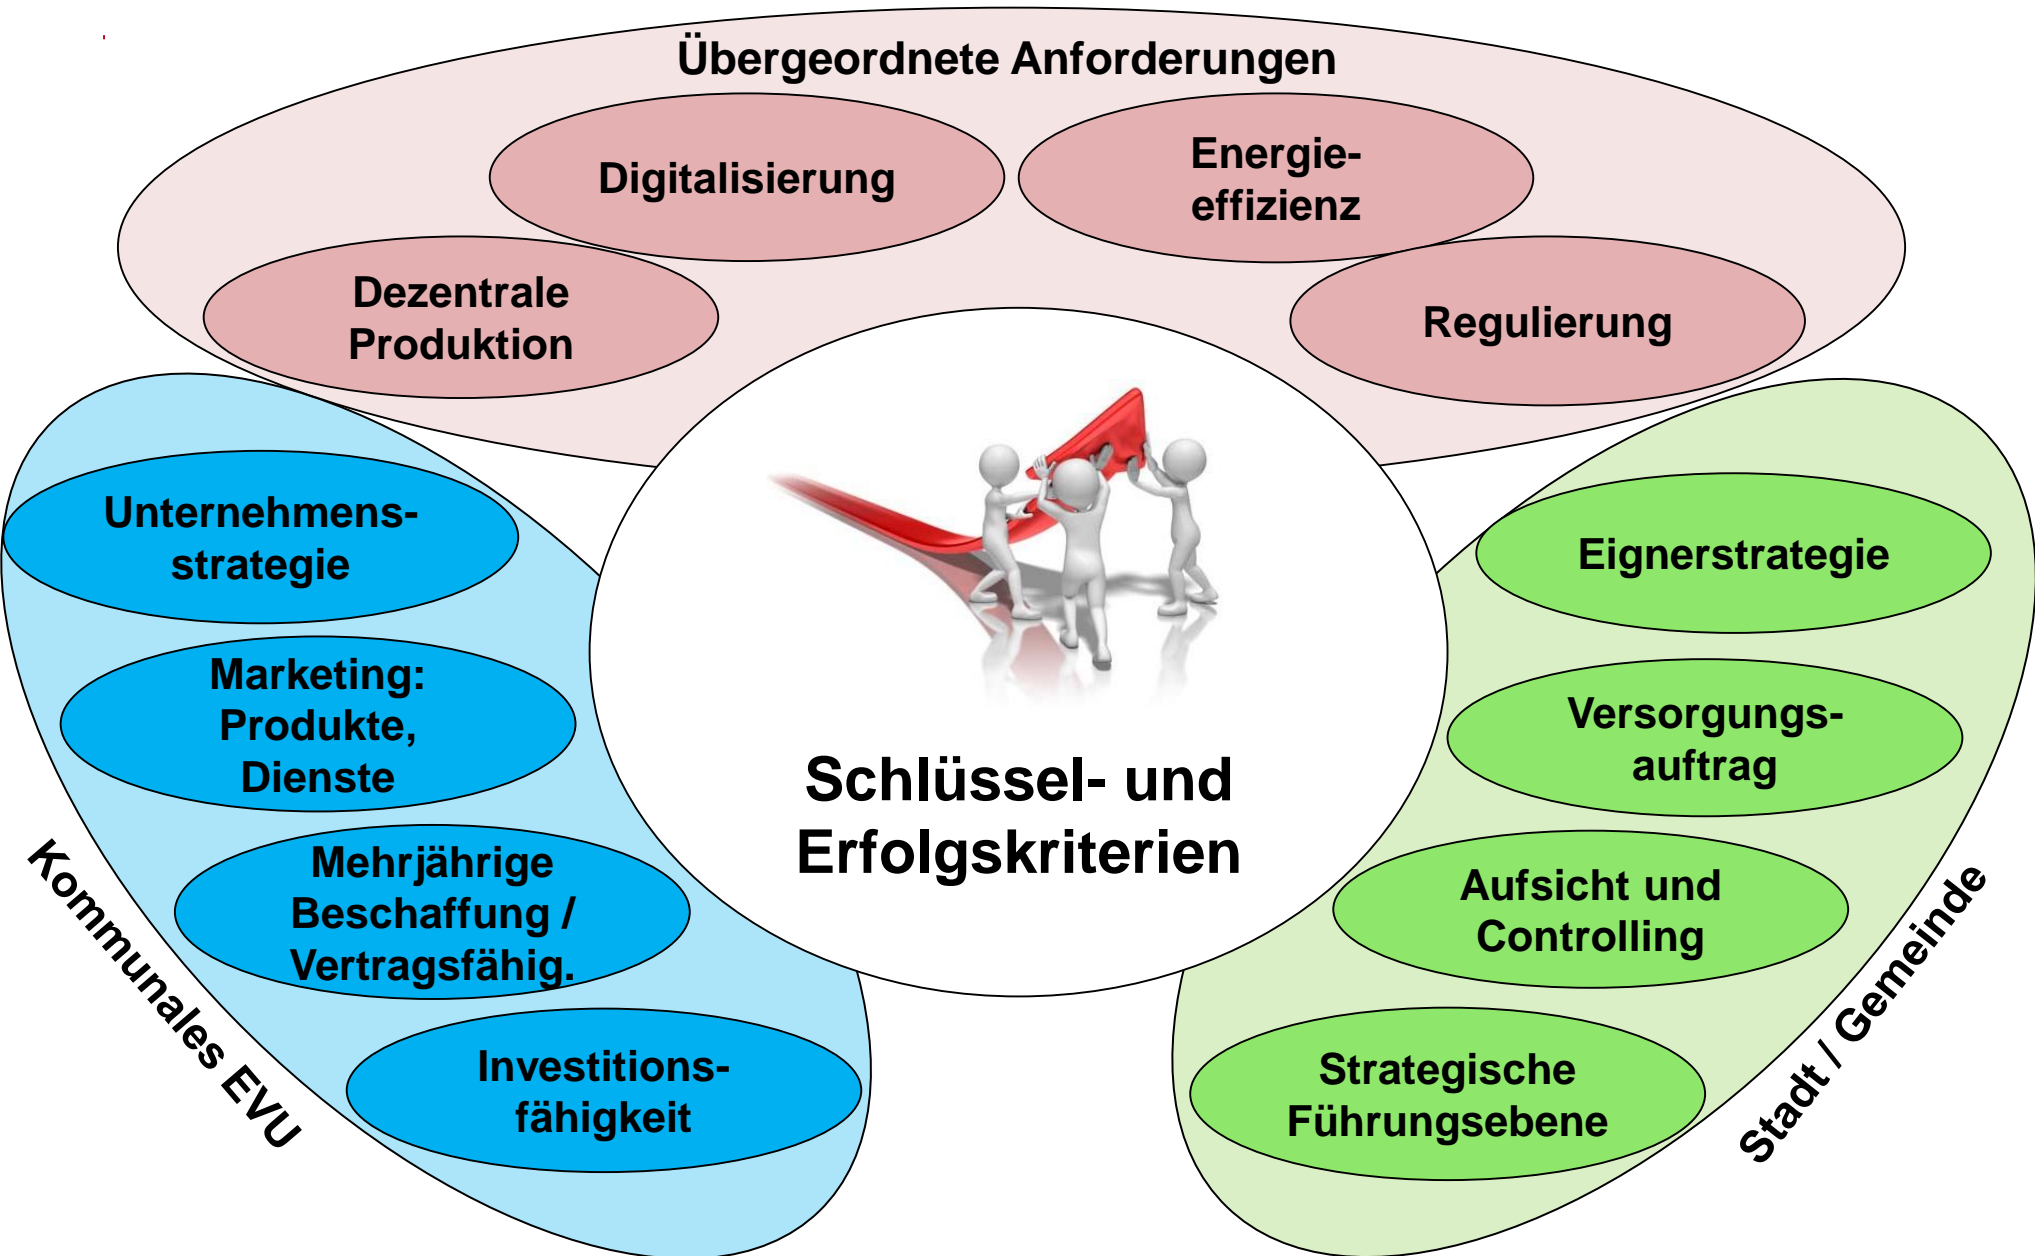 Übergeordnete Anforderungen
Digitalisierung
Energie-
effizienz
Dezentrale
Produktion
Regulierung
Unternehmens-
strategie
Marketing:
Produkte,
Dienste
Mehrjährige
Beschaffung /
Vertragsfähig.
Investitions-
fähigkeit
Kommunales EVU
Schlüssel- und
Erfolgskriterien
Eignerstrategie
Versorgungs-
auftrag
Aufsicht und
Controlling
Strategische
Führungsebene
Stadt / Gemeinde